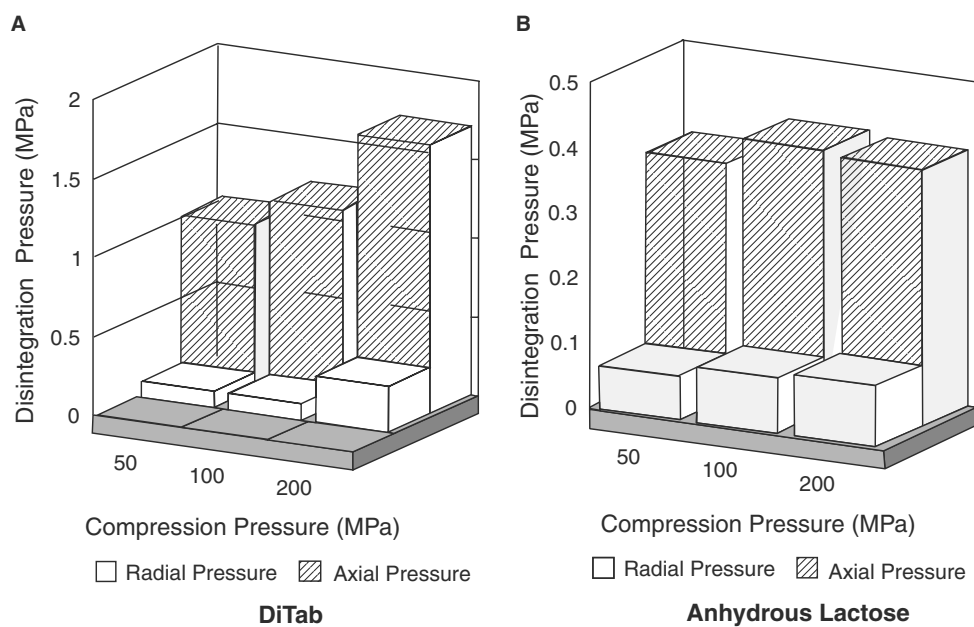 A
Disintegration Pressure (MPa)
2
1.5
1
0.5
0
50
100
200
Compression Pressure (MPa)
Radial Pressure Axial Pressure
DiTab
B
Disintegration Pressure (MPa)
0.5
0.4
0.3
0.2
0.1
0
50
100
200
Compression Pressure (MPa)
Radial Pressure Axial Pressure
Anhydrous Lactose